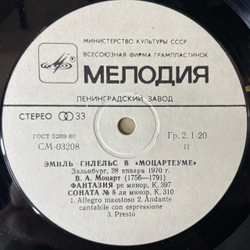 МИНИСТЕРСТВО КУЛЬТУРЫ СССР
ВСЕСОЮЗНАЯ ФИРМА ГРАМПЛАСТИНОК
МЕЛОДИЯ
ЛЕНИНГРАДСКИЙ ЗАВОД
СТЕРЕО 33
ГОСТ 5289-80
Гр. 2. 1-20
СМ-03208
II
ЭМИЛЬ ГИЛЕЛЬС В «МОЦАРТЕУМЕ»
Зальцбург, 28 января 1970 г.
В. А. Моцарт (1756—1791)
ФАНТАЗИЯ ре минор, К. 397
СОНАТА № 8 ля минор, К. 310
1. Allegro maestoso 2. Andante
cantabile con espressione
3. Presto